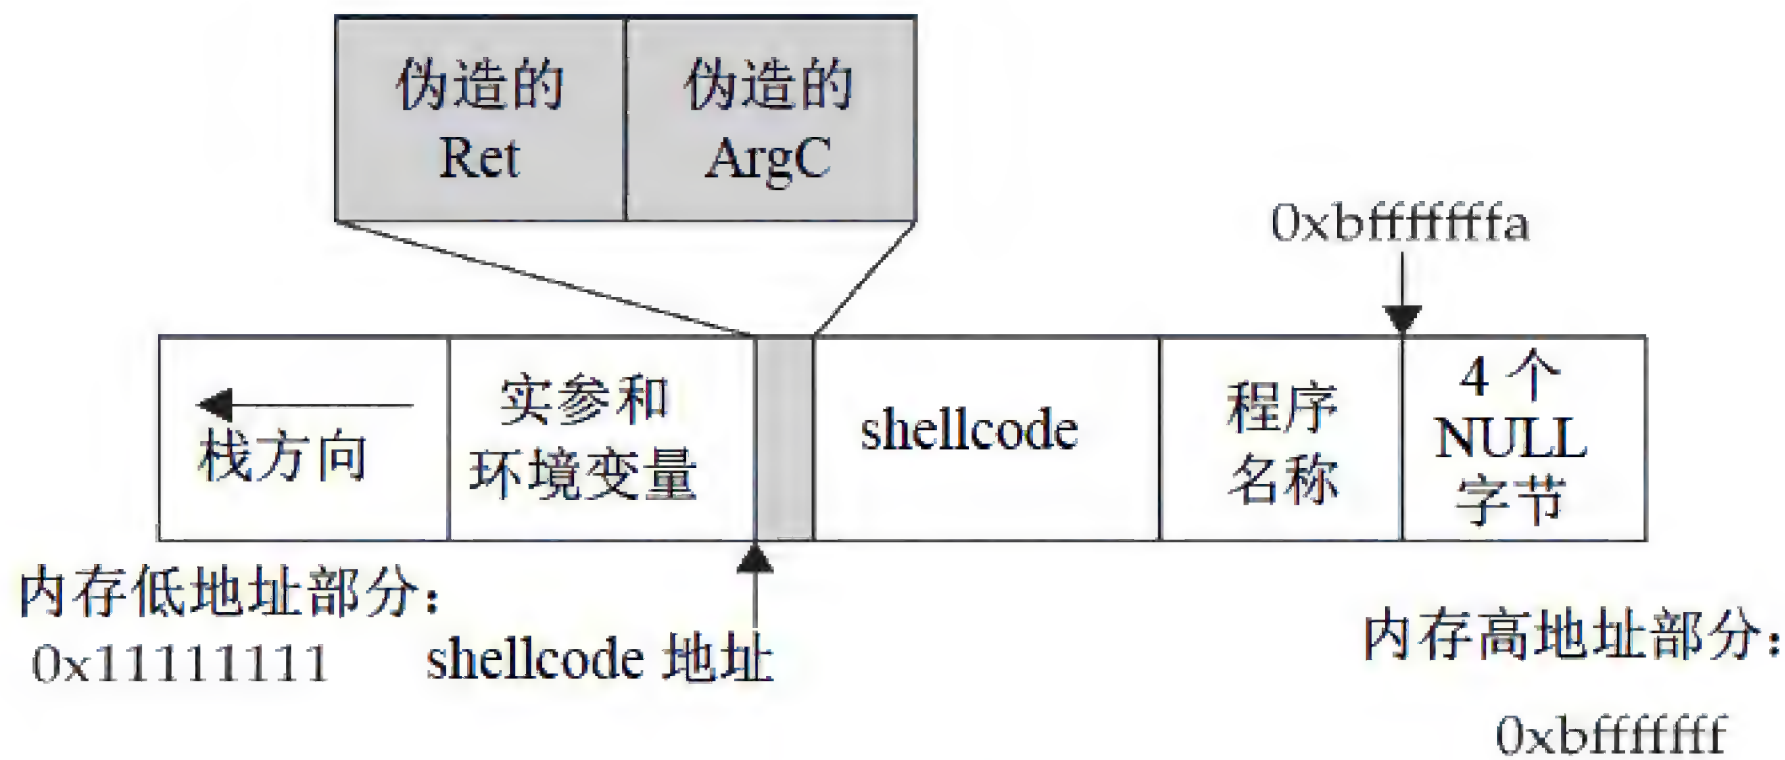 伪造的
Ret
伪造的
ArgC
0xbfffffffa
栈方向
实参和
环境变量
shellcode
程序
名称
4 个
NULL
字节
内存低地址部分：
0x11111111
shellcode 地址
内存高地址部分：
0xbfffffff